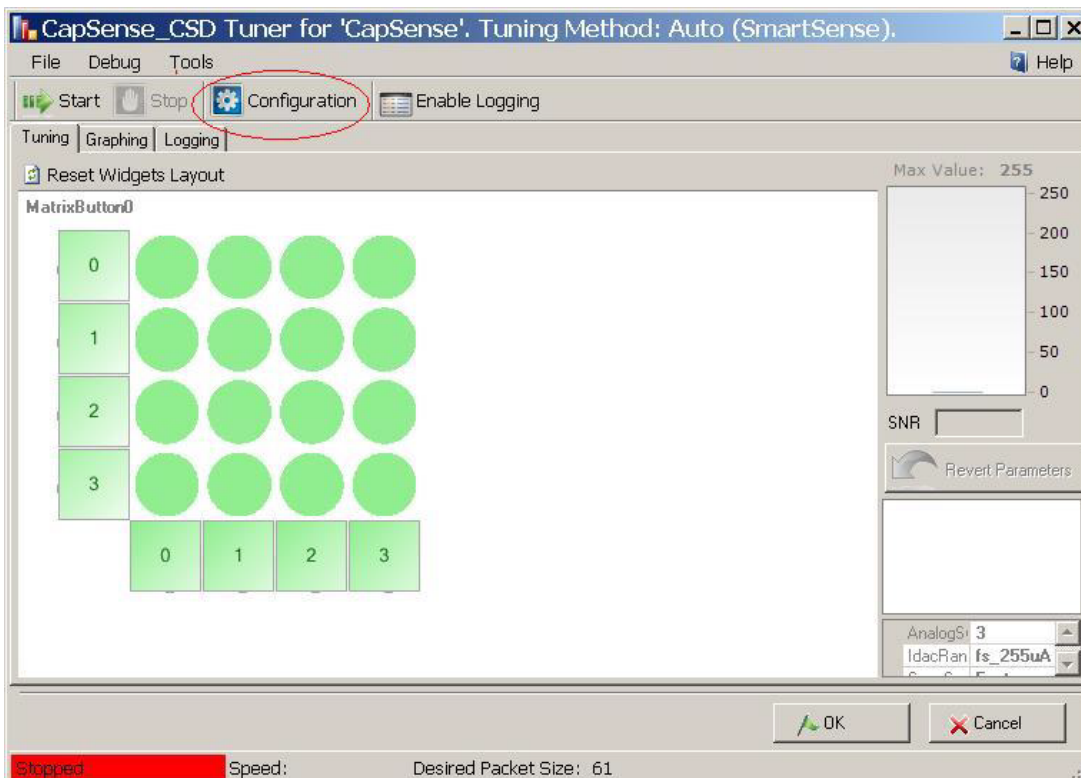 CapSense_CSD Tuner for 'CapSense'. Tuning Method: Auto (SmartSense).
File Debug Tools Help
Start Stop Configuration Enable Logging
Tuning Graphing Logging
Reset Widgets Layout
MatrixButton0
0
1
2
3
0 1 2 3
Max Value: 255
250
200
150
100
50
0
SNR
Revert Parameters
AnalogS 3
IdacRan fs_255uA
OK Cancel
Stopped Speed: Desired Packet Size: 61